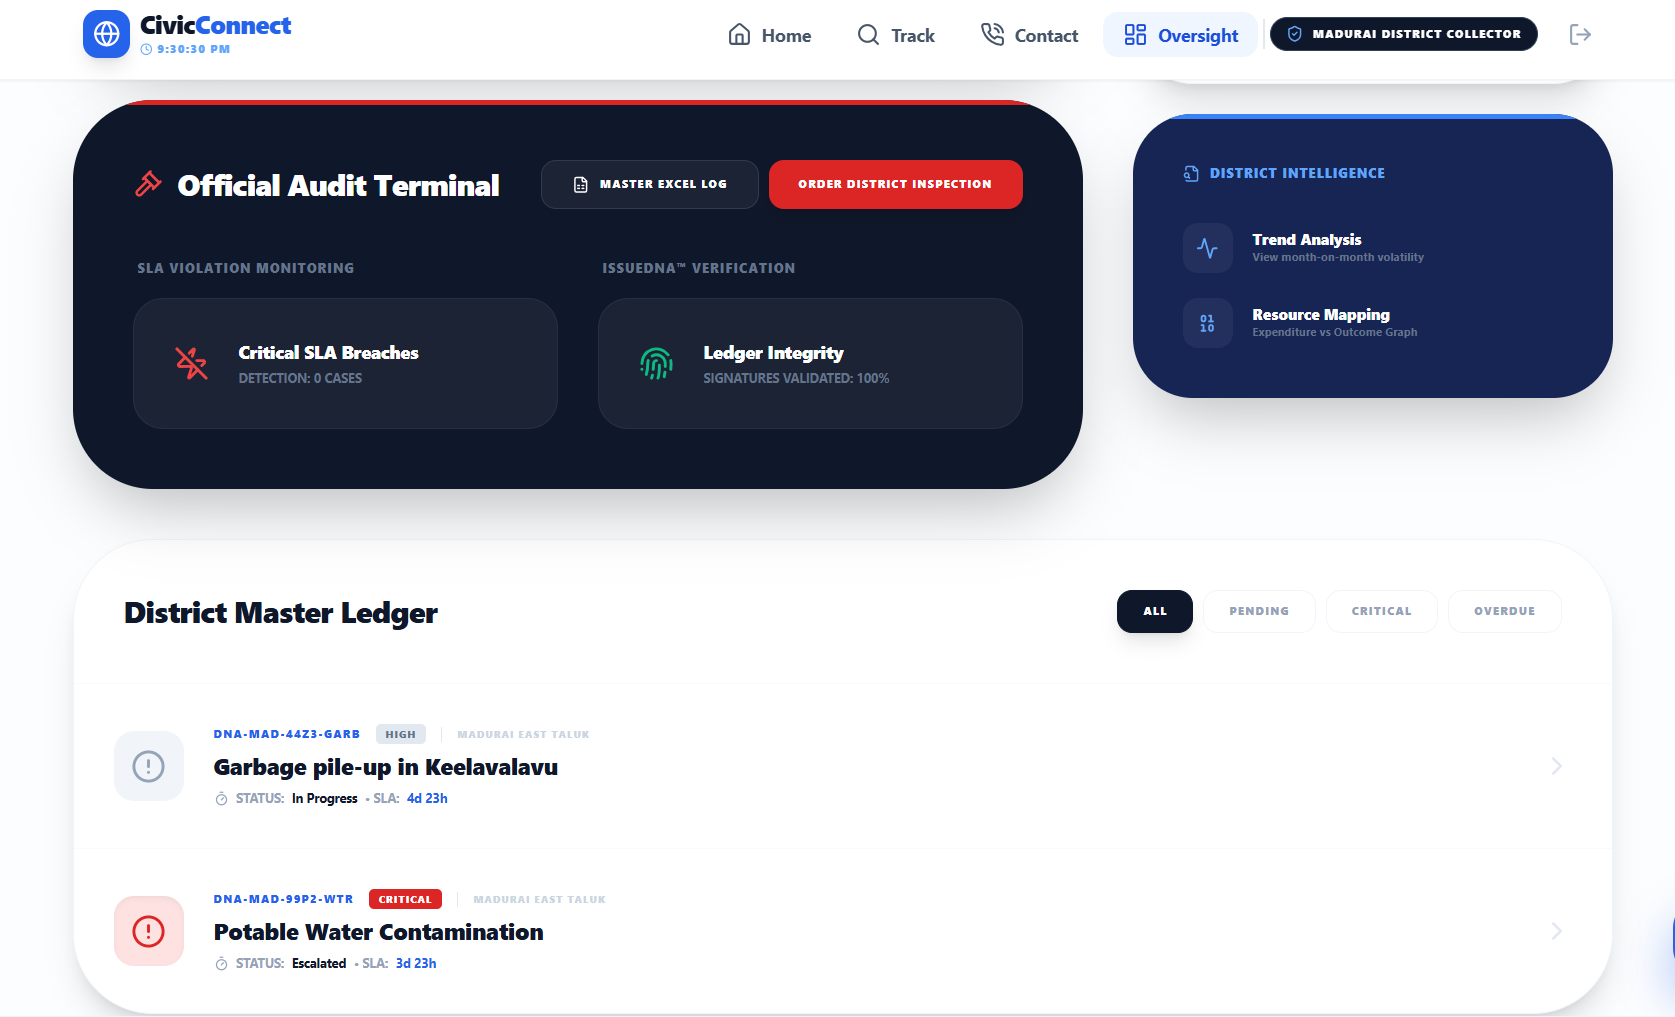 CivicConnect
9:30:30 PM
Home
Track
Contact
Oversight
MADURAI DISTRICT COLLECTOR
Official Audit Terminal
MASTER EXCEL LOG
ORDER DISTRICT INSPECTION
SLA VIOLATION MONITORING
ISSUEDNA™ VERIFICATION
Critical SLA Breaches
DETECTION: 0 CASES
Ledger Integrity
SIGNATURES VALIDATED: 100%
DISTRICT INTELLIGENCE
Trend Analysis
View month-on-month volatility
01
10
Resource Mapping
Expenditure vs Outcome Graph
District Master Ledger
ALL
PENDING
CRITICAL
OVERDUE
DNA-MAD-44Z3-GARB HIGH MADURAI EAST TALUK
Garbage pile-up in Keelavalavu
STATUS: In Progress • SLA: 4d 23h
DNA-MAD-99P2-WTR CRITICAL MADURAI EAST TALUK
Potable Water Contamination
STATUS: Escalated • SLA: 3d 23h